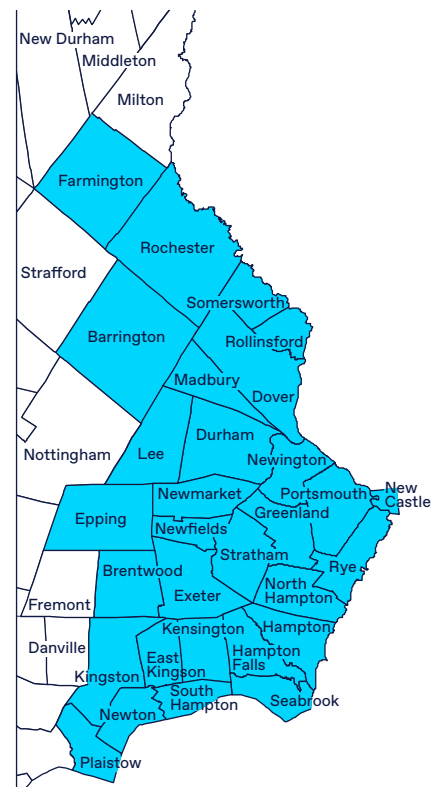 New Durham
Middleton
Milton
Farmington
Rochester
Strafford
Somersworth
Barrington
Rollinsford
Madbury
Dover
Durham
Nottingham
Lee
Newington
Newmarket
Portsmouth
New
Castle
Epping
Greenland
Newfields
Stratham
Rye
Brentwood
North
Hampton
Exeter
Fremont
Kensington
Hampton
Danville
East
Kingson
Hampton
Falls
Kingston
South
Hampton
Seabrook
Newton
Plaistow